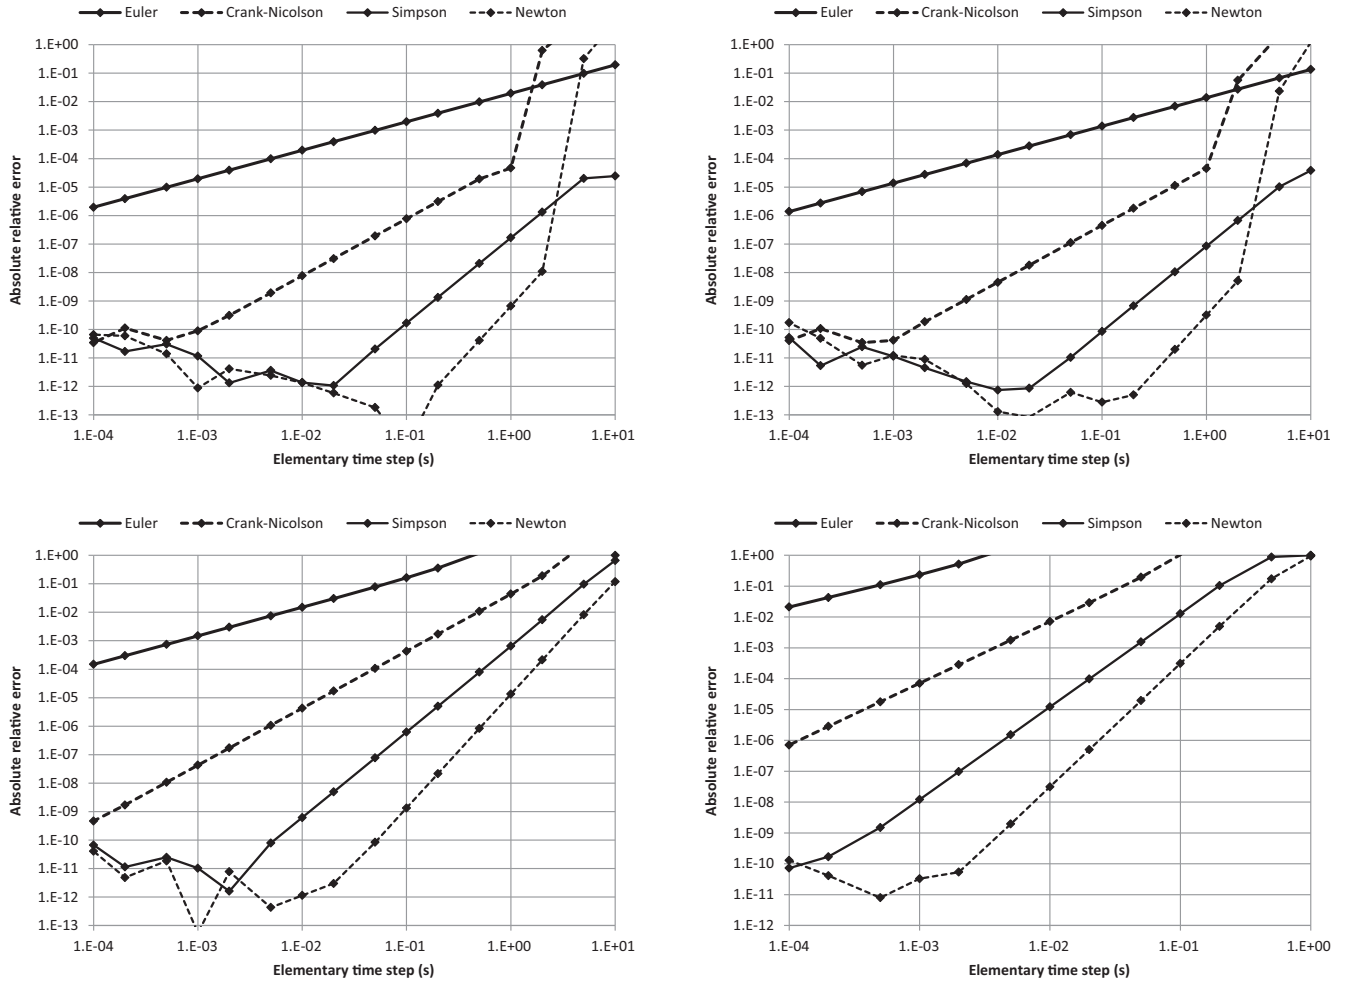 Euler Crank-Nicolson Simpson Newton
1.E+00
1.E-01
1.E-02
1.E-03
1.E-04
1.E-05
1.E-06
1.E-07
1.E-08
1.E-09
1.E-10
1.E-11
1.E-12
1.E-13
Absolute relative error
1.E-04 1.E-03 1.E-02 1.E-01 1.E+00 1.E+01
Elementary time step (s)
Euler Crank-Nicolson Simpson Newton
1.E+00
1.E-01
1.E-02
1.E-03
1.E-04
1.E-05
1.E-06
1.E-07
1.E-08
1.E-09
1.E-10
1.E-11
1.E-12
1.E-13
Absolute relative error
1.E-04 1.E-03 1.E-02 1.E-01 1.E+00 1.E+01
Elementary time step (s)
Euler Crank-Nicolson Simpson Newton
1.E+00
1.E-01
1.E-02
1.E-03
1.E-04
1.E-05
1.E-06
1.E-07
1.E-08
1.E-09
1.E-10
1.E-11
1.E-12
1.E-13
Absolute relative error
1.E-04 1.E-03 1.E-02 1.E-01 1.E+00 1.E+01
Elementary time step (s)
Euler Crank-Nicolson Simpson Newton
1.E+00
1.E-01
1.E-02
1.E-03
1.E-04
1.E-05
1.E-06
1.E-07
1.E-08
1.E-09
1.E-10
1.E-11
1.E-12
Absolute relative error
1.E-04 1.E-03 1.E-02 1.E-01 1.E+00
Elementary time step (s)